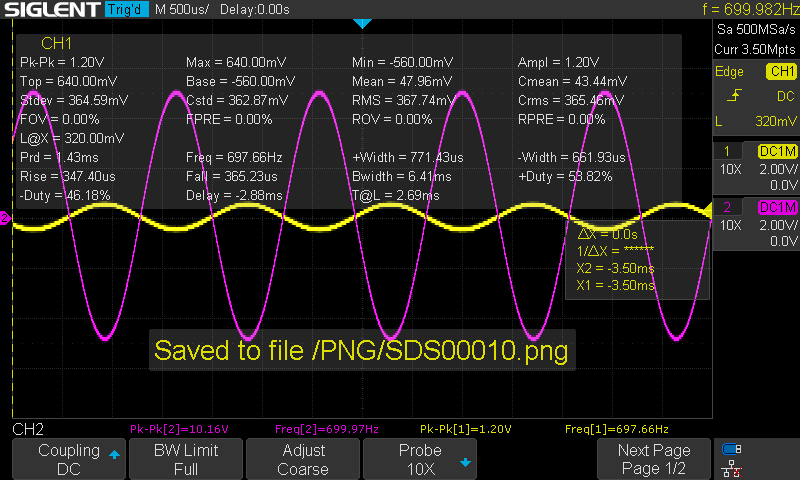 SIGLENT Trig'd M 500us/ Delay:0.00s f = 699.982Hz
Sa 500MSa/s
Curr 3.50Mpts
CH1
Pk-Pk = 1.20V Max = 640.00mV Min = -560.00mV Ampl = 1.20V
Top = 640.00mV Base = -560.00mV Mean = 47.96mV Cmean = 43.44mV
Stdev = 364.59mV Cstd = 362.87mV RMS = 367.74mV Crms = 365.46mV
FOV = 0.00% FPRE = 0.00% ROV = 0.00% RPRE = 0.00%
L@X = 320.00mV
Prd = 1.43ms Freq = 697.66Hz +Width = 771.43us -Width = 661.93us
Rise = 347.40us Fall = 365.23us Bwidth = 6.41ms +Duty = 53.82%
-Duty = 46.18% Delay = -2.88ms T@L = 2.69ms
Edge CH1
DC
L 320mV
1 DC1M
10X 2.00V/
0.0V
2 DC1M
10X 2.00V/
0.0V
2
ΔX = 0.0s
1/ΔX = ******
X2 = -3.50ms
X1 = -3.50ms
Saved to file /PNG/SDS00010.png
CH2 Pk-Pk[2]=10.16V Freq[2]=699.97Hz Pk-Pk[1]=1.20V Freq[1]=697.66Hz
Coupling
DC
BW Limit
Full
Adjust
Coarse
Probe
10X
Next Page
Page 1/2